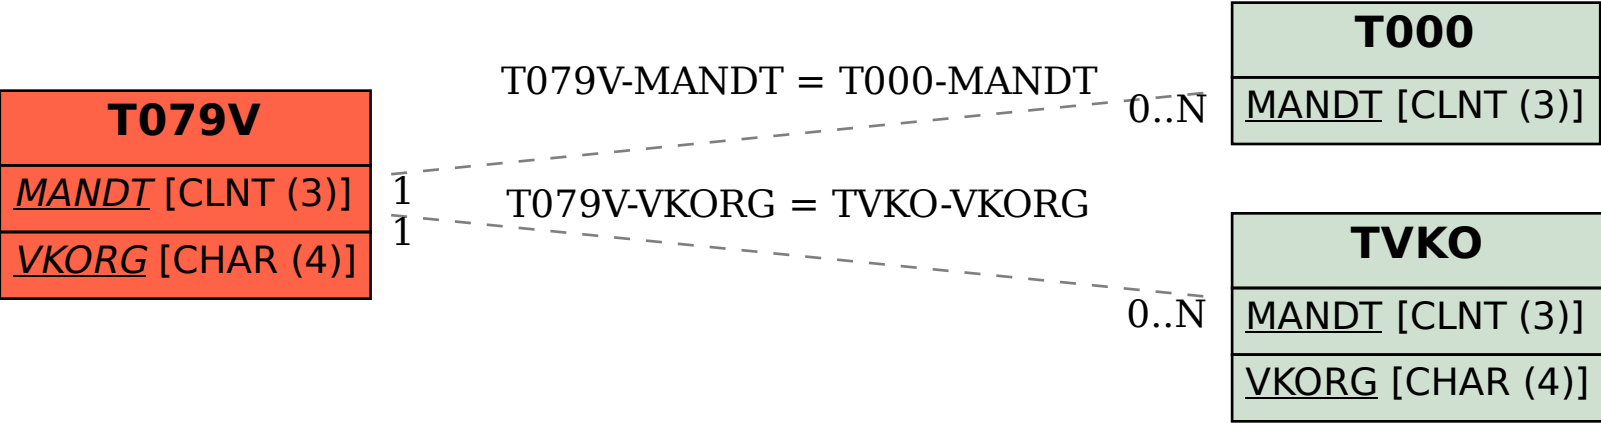 T079V
MANDT [CLNT (3)]
VKORG [CHAR (4)]
T079V-MANDT = T000-MANDT
1
0..N
T079V-VKORG = TVKO-VKORG
1
0..N
T000
MANDT [CLNT (3)]
TVKO
MANDT [CLNT (3)]
VKORG [CHAR (4)]